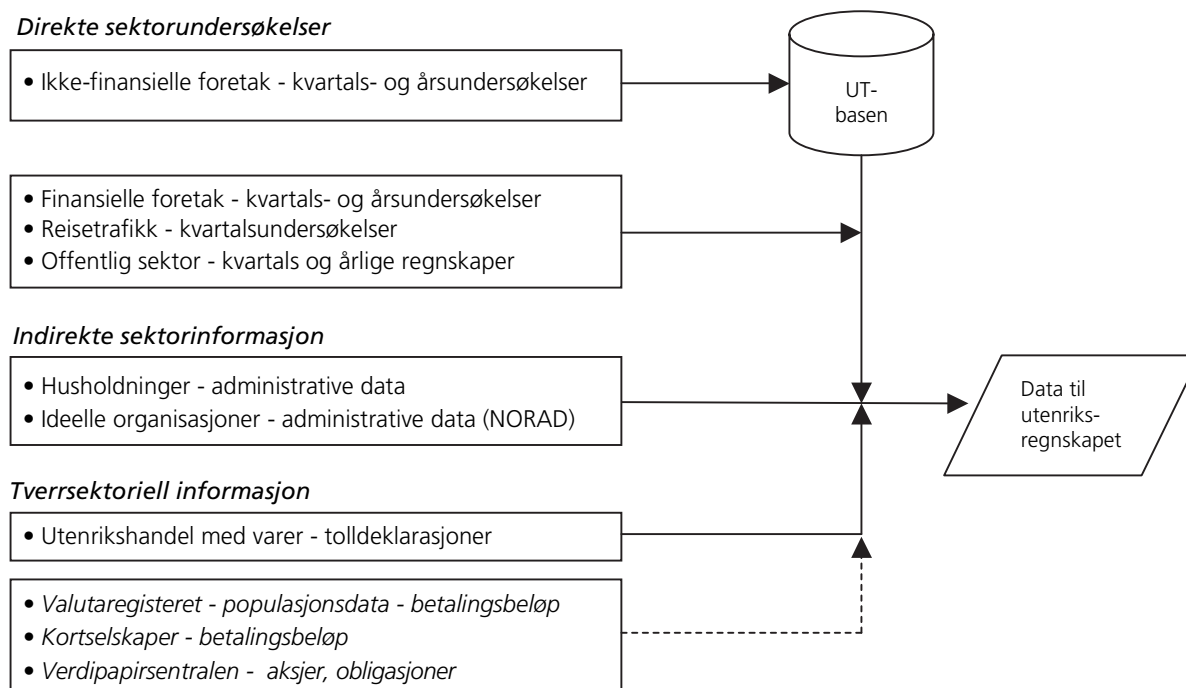 Direkte sektorundersøkelser
• Ikke-finansielle foretak - kvartals- og årsundersøkelser
UT-
basen
• Finansielle foretak - kvartals- og årsundersøkelser
• Reisetrafikk - kvartalsundersøkelser
• Offentlig sektor - kvartals og årlige regnskaper
Indirekte sektorinformasjon
• Husholdninger - administrative data
• Ideelle organisasjoner - administrative data (NORAD)
Data til
utenriks-
regnskapet
Tverrsektoriell informasjon
• Utenrikshandel med varer - tolldeklarasjoner
• Valutaregisteret - populasjonsdata - betalingsbeløp
• Kortselskaper - betalingsbeløp
• Verdipapirsentralen - aksjer, obligasjoner